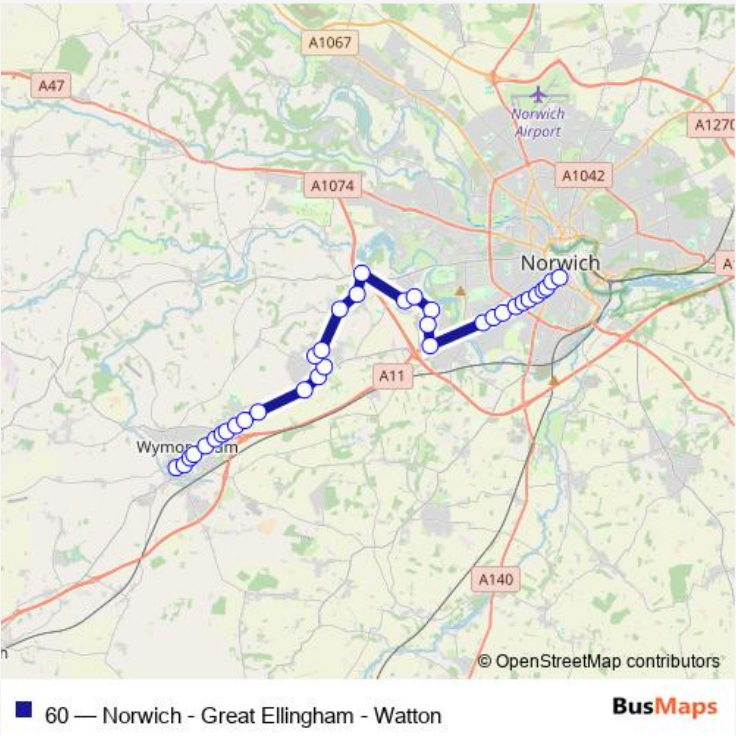 A1067
A47
Norwich
Airport
A1270
A1074
A1042
Norwich
A1
A11
Wymondham
A140
n
© OpenStreetMap contributors
60 — Norwich - Great Ellingham - Watton
BusMaps